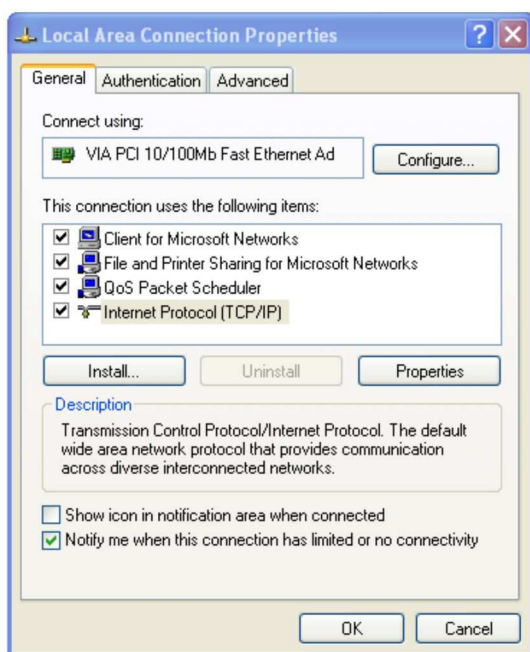 Local Area Connection Properties
General Authentication Advanced
Connect using:
VIA PCI 10/100Mb Fast Ethernet Ad
Configure...
This connection uses the following items:
Client for Microsoft Networks
File and Printer Sharing for Microsoft Networks
QoS Packet Scheduler
Internet Protocol (TCP/IP)
Install... Uninstall Properties
Description
Transmission Control Protocol/Internet Protocol. The default
wide area network protocol that provides communication
across diverse interconnected networks.
Show icon in notification area when connected
Notify me when this connection has limited or no connectivity
OK Cancel